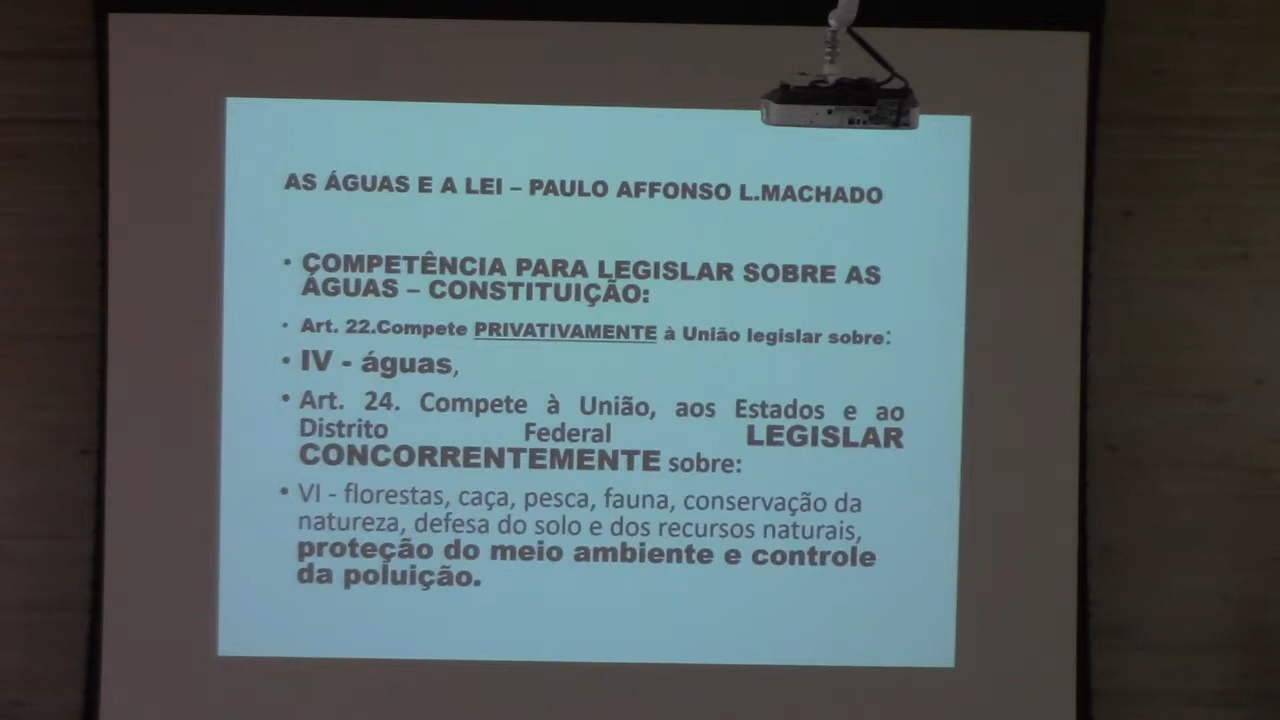 AS ÁGUAS E A LEI – PAULO AFFONSO L.MACHADO
• COMPETÊNCIA PARA LEGISLAR SOBRE AS
ÁGUAS – CONSTITUIÇÃO:
• Art. 22.Compete PRIVATIVAMENTE à União legislar sobre:
• IV - águas,
• Art. 24. Compete à União, aos Estados e ao
Distrito Federal LEGISLAR
CONCORRENTEMENTE sobre:
• VI - florestas, caça, pesca, fauna, conservação da
natureza, defesa do solo e dos recursos naturais,
proteção do meio ambiente e controle
da poluição.